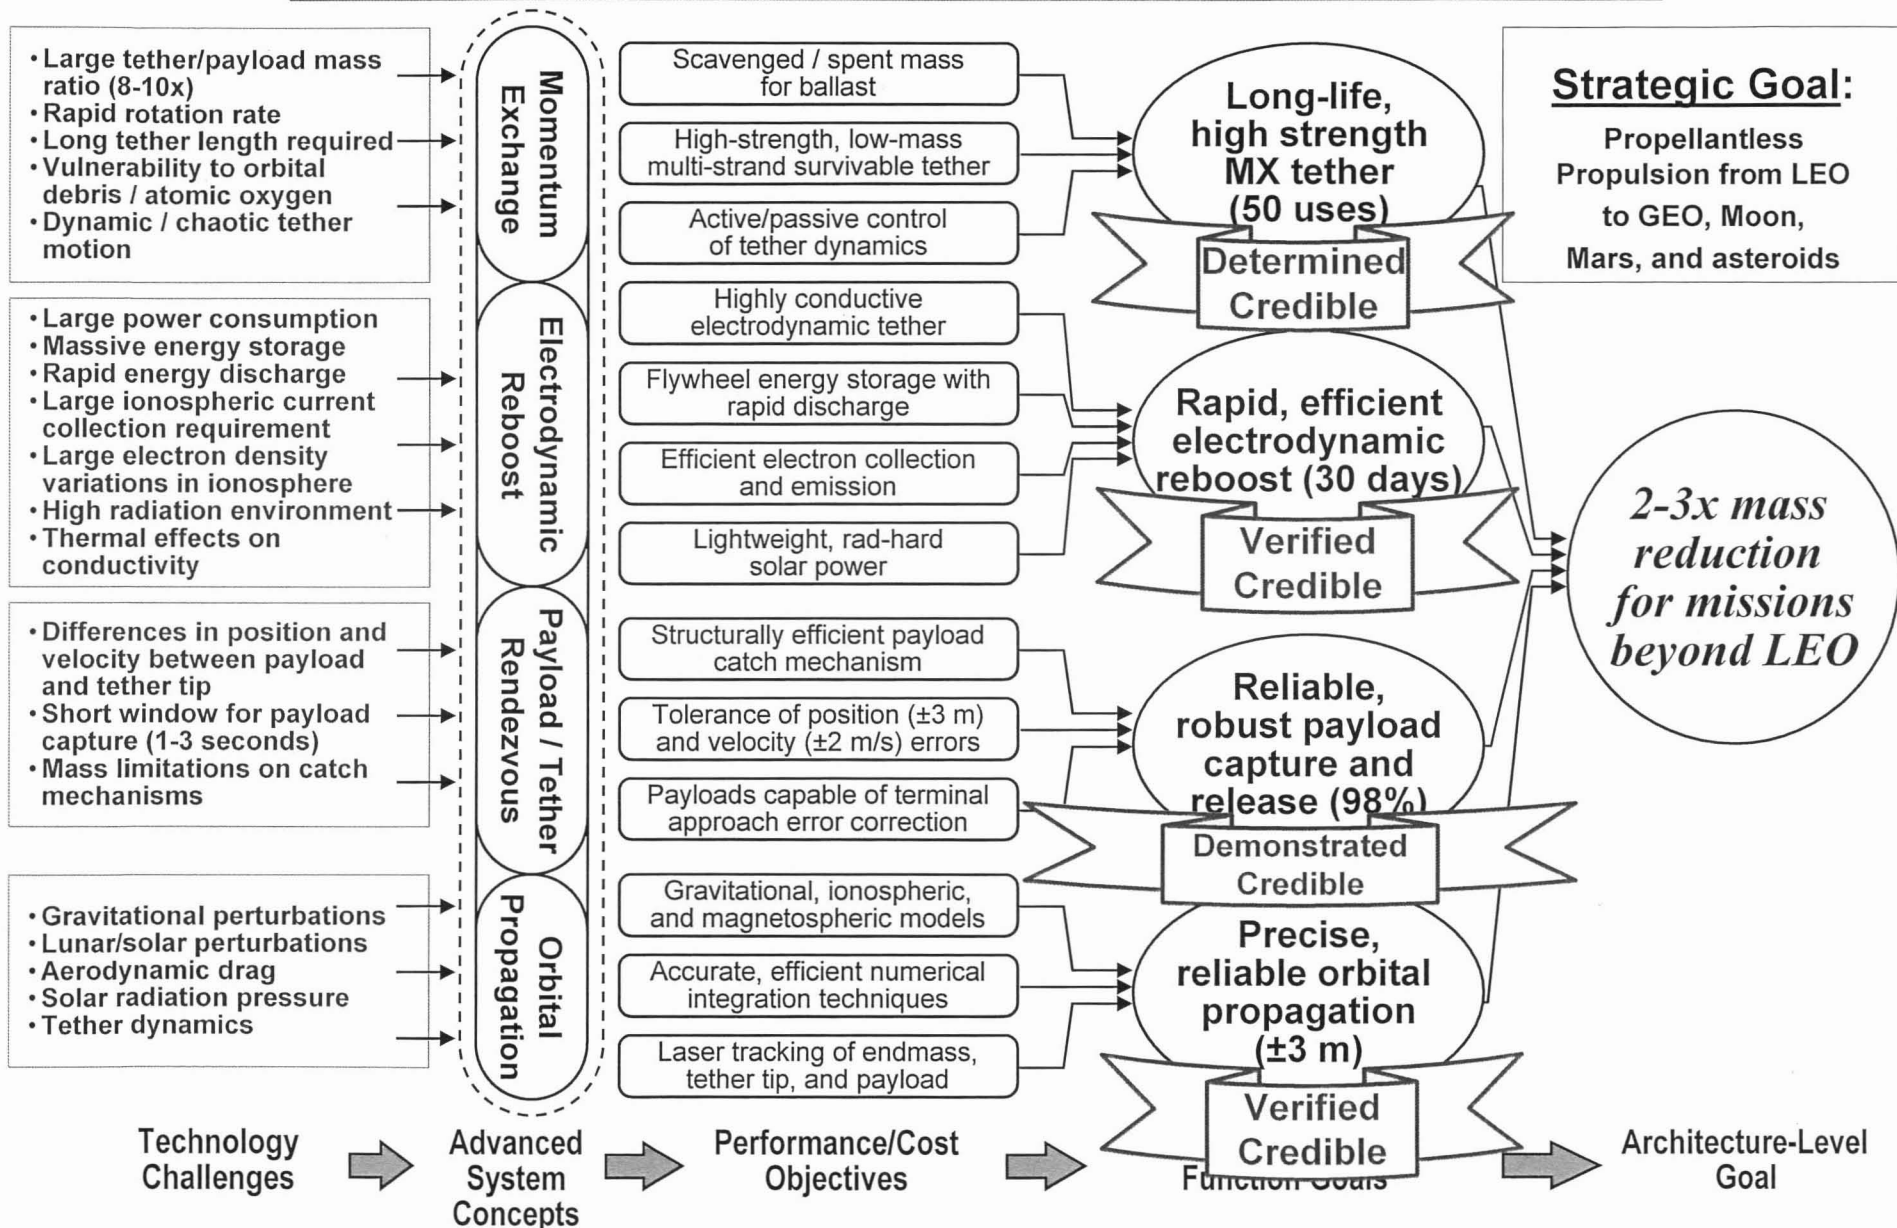 • Large tether/payload mass
ratio (8-10x)
• Rapid rotation rate
• Long tether length required
• Vulnerability to orbital
debris / atomic oxygen
• Dynamic / chaotic tether
motion
• Large power consumption
• Massive energy storage
• Rapid energy discharge
• Large ionospheric current
collection requirement
• Large electron density
variations in ionosphere
• High radiation environment
• Thermal effects on
conductivity
• Differences in position and
velocity between payload
and tether tip
• Short window for payload
capture (1-3 seconds)
• Mass limitations on catch
mechanisms
• Gravitational perturbations
• Lunar/solar perturbations
• Aerodynamic drag
• Solar radiation pressure
• Tether dynamics
Momentum
Exchange
Electrodynamic
Reboost
Payload / Tether
Rendezvous
Orbital
Propagation
Scavenged / spent mass
for ballast
High-strength, low-mass
multi-strand survivable tether
Active/passive control
of tether dynamics
Highly conductive
electrodynamic tether
Flywheel energy storage with
rapid discharge
Efficient electron collection
and emission
Lightweight, rad-hard
solar power
Structurally efficient payload
catch mechanism
Tolerance of position (±3 m)
and velocity (±2 m/s) errors
Payloads capable of terminal
approach error correction
Gravitational, ionospheric,
and magnetospheric models
Accurate, efficient numerical
integration techniques
Laser tracking of endmass,
tether tip, and payload
Long-life,
high strength
MX tether
(50 uses)
Determined
Credible
Rapid, efficient
electrodynamic
reboost (30 days)
Verified
Credible
Reliable,
robust payload
capture and
release (98%)
Demonstrated
Credible
Precise,
reliable orbital
propagation
(±3 m)
Verified
Credible
Strategic Goal:
Propellantless
Propulsion from LEO
to GEO, Moon,
Mars, and asteroids
2-3x mass
reduction
for missions
beyond LEO
Technology
Challenges
Advanced
System
Concepts
Performance/Cost
Objectives
Function Goals
Architecture-Level
Goal